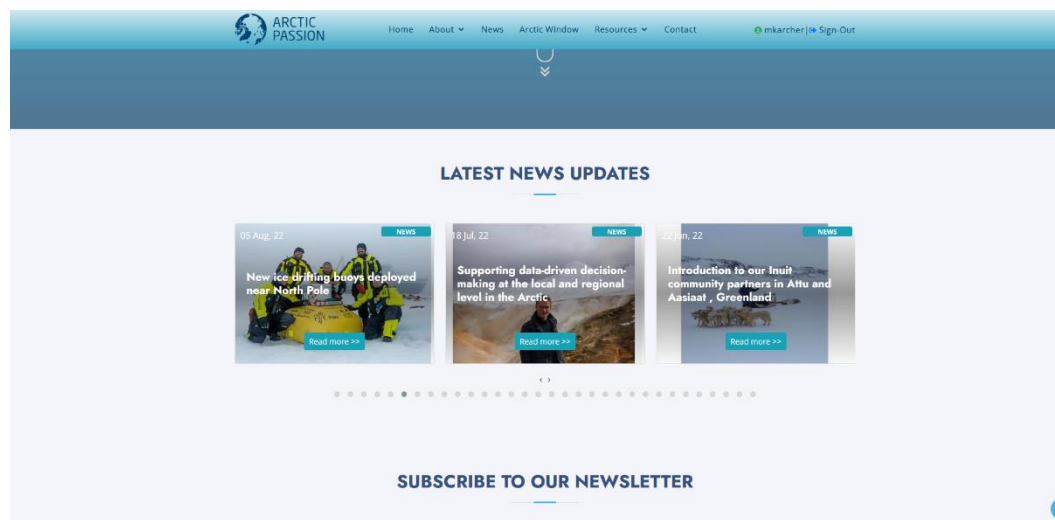 ARCTIC
PASSION
Home About News Arctic Window Resources Contact mkarcher| Sign-Out
LATEST NEWS UPDATES
05 Aug, 22 NEWS
New ice drifting buoys deployed
near North Pole
Read more >>
18 Jul, 22 NEWS
Supporting data-driven decision-
making at the local and regional
level in the Arctic
Read more >>
22 Jun, 22 NEWS
Introduction to our Inuit
community partners in Attu and
Aasiaat , Greenland
Read more >>
SUBSCRIBE TO OUR NEWSLETTER